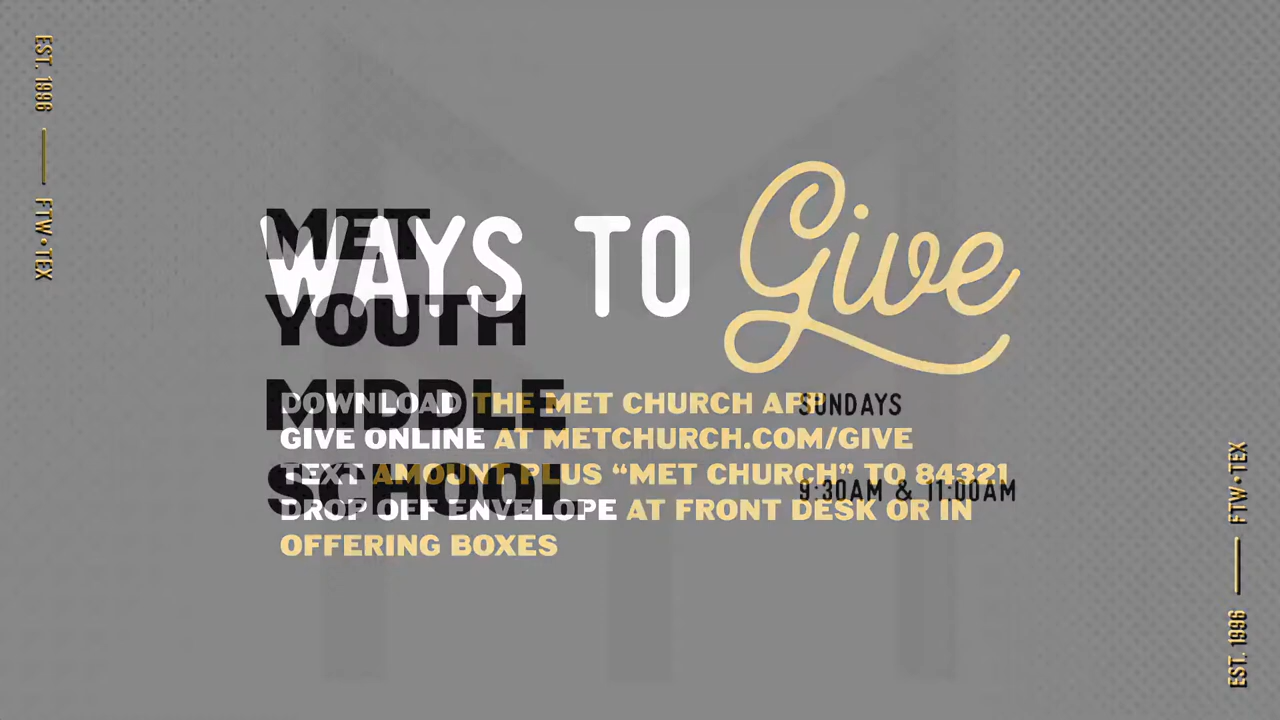 EST. 1996 — FTW•TEX
WAYS TO Give
DOWNLOAD THE MET CHURCH APP
GIVE ONLINE AT METCHURCH.COM/GIVE
TEXT AMOUNT PLUS “MET CHURCH” TO 84321
DROP OFF ENVELOPE AT FRONT DESK OR IN
OFFERING BOXES
MET
YOUTH
MIDDLE
SCHOOL
SUNDAYS
9:30AM & 11:00AM
EST. 1996 — FTW•TEX